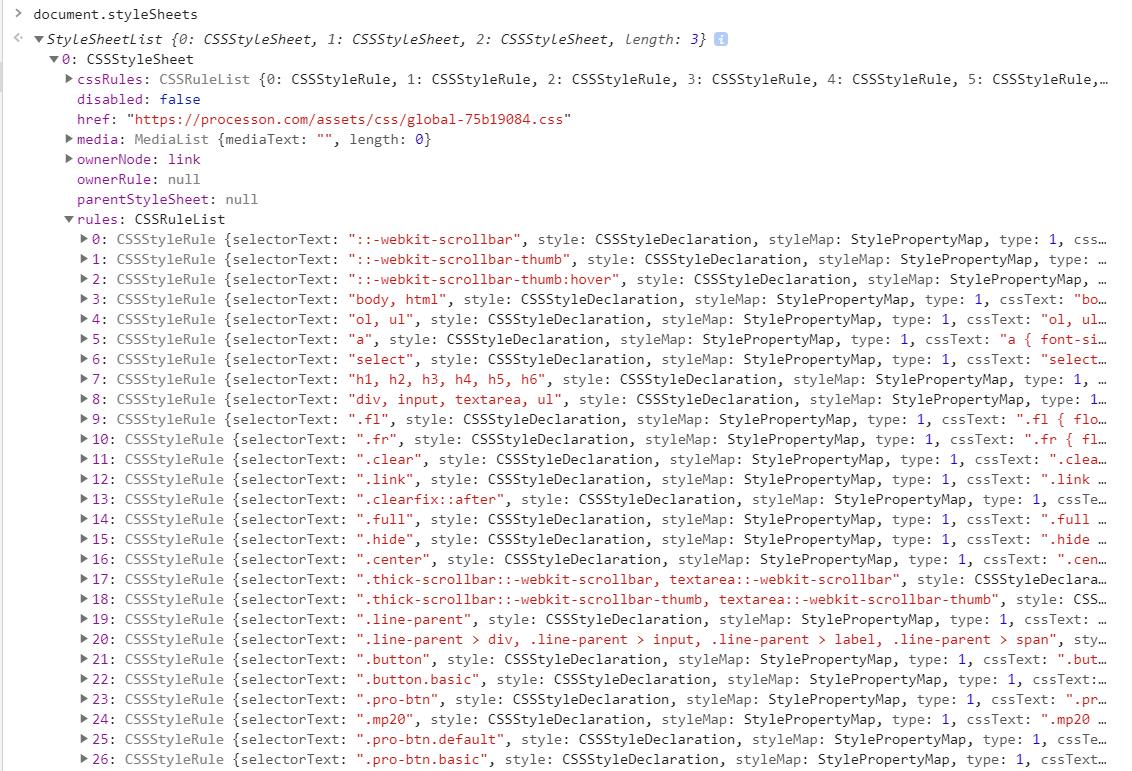 > document.styleSheets
StyleSheetList {0: CSSStyleSheet, 1: CSSStyleSheet, 2: CSSStyleSheet, length: 3} i
0: CSSStyleSheet
cssRules: CSSRuleList {0: CSSStyleRule, 1: CSSStyleRule, 2: CSSStyleRule, 3: CSSStyleRule, 4: CSSStyleRule, 5: CSSStyleRule,…
disabled: false
href: "https://processon.com/assets/css/global-75b19084.css"
media: MediaList {mediaText: "", length: 0}
ownerNode: link
ownerRule: null
parentStyleSheet: null
rules: CSSRuleList
0: CSSStyleRule {selectorText: "::-webkit-scrollbar", style: CSSStyleDeclaration, styleMap: StylePropertyMap, type: 1, css…
1: CSSStyleRule {selectorText: "::-webkit-scrollbar-thumb", style: CSSStyleDeclaration, styleMap: StylePropertyMap, type: …
2: CSSStyleRule {selectorText: "::-webkit-scrollbar-thumb:hover", style: CSSStyleDeclaration, styleMap: StylePropertyMap, …
3: CSSStyleRule {selectorText: "body, html", style: CSSStyleDeclaration, styleMap: StylePropertyMap, type: 1, cssText: "bo…
4: CSSStyleRule {selectorText: "ol, ul", style: CSSStyleDeclaration, styleMap: StylePropertyMap, type: 1, cssText: "ol, ul…
5: CSSStyleRule {selectorText: "a", style: CSSStyleDeclaration, styleMap: StylePropertyMap, type: 1, cssText: "a { font-si…
6: CSSStyleRule {selectorText: "select", style: CSSStyleDeclaration, styleMap: StylePropertyMap, type: 1, cssText: "select…
7: CSSStyleRule {selectorText: "h1, h2, h3, h4, h5, h6", style: CSSStyleDeclaration, styleMap: StylePropertyMap, type: 1, …
8: CSSStyleRule {selectorText: "div, input, textarea, ul", style: CSSStyleDeclaration, styleMap: StylePropertyMap, type: 1…
9: CSSStyleRule {selectorText: ".fl", style: CSSStyleDeclaration, styleMap: StylePropertyMap, type: 1, cssText: ".fl { flo…
10: CSSStyleRule {selectorText: ".fr", style: CSSStyleDeclaration, styleMap: StylePropertyMap, type: 1, cssText: ".fr { fl…
11: CSSStyleRule {selectorText: ".clear", style: CSSStyleDeclaration, styleMap: StylePropertyMap, type: 1, cssText: ".clea…
12: CSSStyleRule {selectorText: ".link", style: CSSStyleDeclaration, styleMap: StylePropertyMap, type: 1, cssText: ".link …
13: CSSStyleRule {selectorText: ".clearfix::after", style: CSSStyleDeclaration, styleMap: StylePropertyMap, type: 1, cssTe…
14: CSSStyleRule {selectorText: ".full", style: CSSStyleDeclaration, styleMap: StylePropertyMap, type: 1, cssText: ".full …
15: CSSStyleRule {selectorText: ".hide", style: CSSStyleDeclaration, styleMap: StylePropertyMap, type: 1, cssText: ".hide …
16: CSSStyleRule {selectorText: ".center", style: CSSStyleDeclaration, styleMap: StylePropertyMap, type: 1, cssText: ".cen…
17: CSSStyleRule {selectorText: ".thick-scrollbar::-webkit-scrollbar, textarea::-webkit-scrollbar", style: CSSStyleDeclara…
18: CSSStyleRule {selectorText: ".thick-scrollbar::-webkit-scrollbar-thumb, textarea::-webkit-scrollbar-thumb", style: CSS…
19: CSSStyleRule {selectorText: ".line-parent", style: CSSStyleDeclaration, styleMap: StylePropertyMap, type: 1, cssText: …
20: CSSStyleRule {selectorText: ".line-parent > div, .line-parent > input, .line-parent > label, .line-parent > span", sty…
21: CSSStyleRule {selectorText: ".button", style: CSSStyleDeclaration, styleMap: StylePropertyMap, type: 1, cssText: ".but…
22: CSSStyleRule {selectorText: ".button.basic", style: CSSStyleDeclaration, styleMap: StylePropertyMap, type: 1, cssText:…
23: CSSStyleRule {selectorText: ".pro-btn", style: CSSStyleDeclaration, styleMap: StylePropertyMap, type: 1, cssText: ".pr…
24: CSSStyleRule {selectorText: ".mp20", style: CSSStyleDeclaration, styleMap: StylePropertyMap, type: 1, cssText: ".mp20 …
25: CSSStyleRule {selectorText: ".pro-btn.default", style: CSSStyleDeclaration, styleMap: StylePropertyMap, type: 1, cssTe…
26: CSSStyleRule {selectorText: ".pro-btn.basic", style: CSSStyleDeclaration, styleMap: StylePropertyMap, type: 1, cssText…